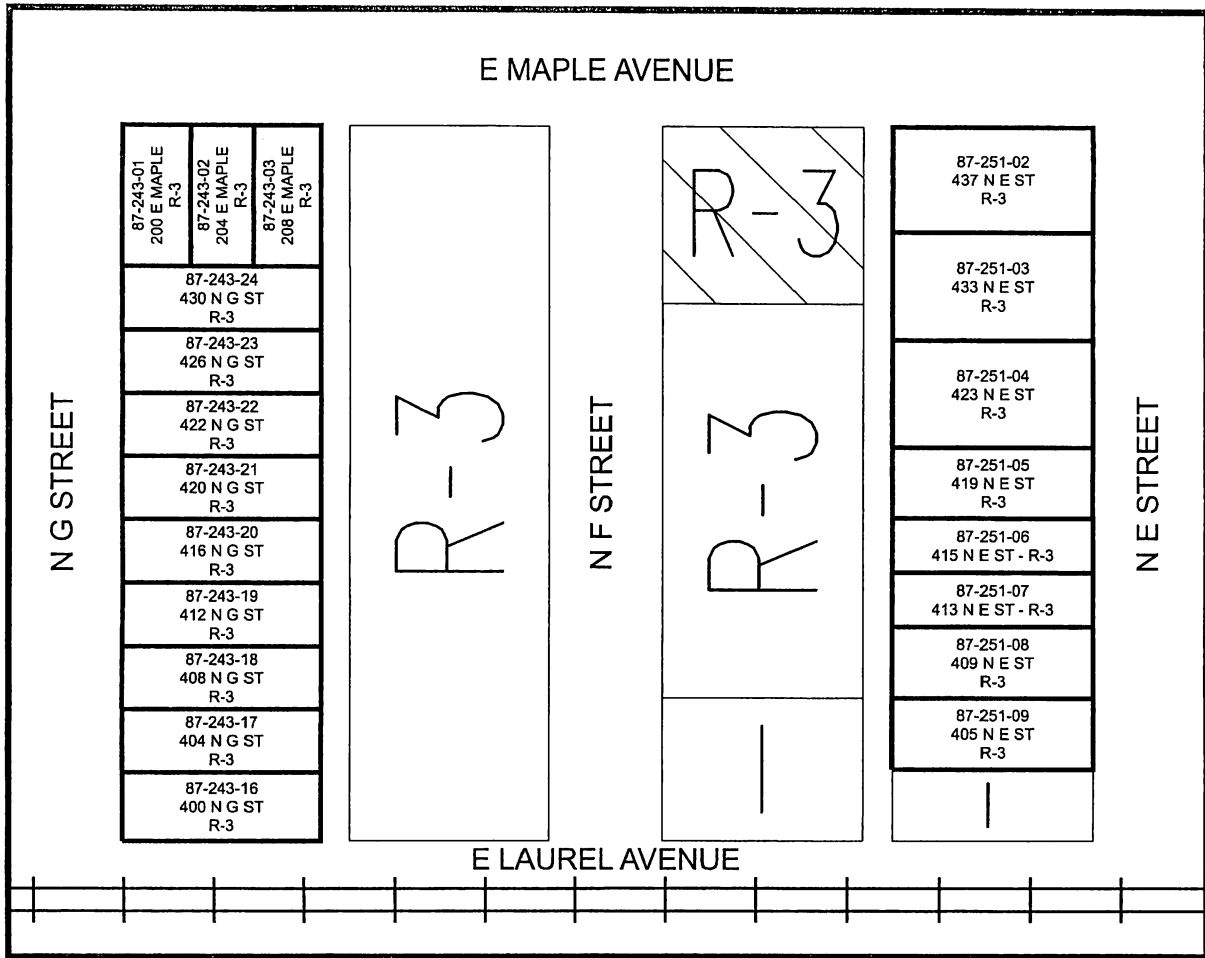 E MAPLE AVENUE
87-243-01
200 E MAPLE
R-3
87-243-02
204 E MAPLE
R-3
87-243-03
208 E MAPLE
R-3
87-243-24
430 N G ST
R-3
87-243-23
426 N G ST
R-3
87-243-22
422 N G ST
R-3
87-243-21
420 N G ST
R-3
87-243-20
416 N G ST
R-3
87-243-19
412 N G ST
R-3
87-243-18
408 N G ST
R-3
87-243-17
404 N G ST
R-3
87-243-16
400 N G ST
R-3
N G STREET
R-3
N F STREET
R-3
R-3
I
87-251-02
437 N E ST
R-3
87-251-03
433 N E ST
R-3
87-251-04
423 N E ST
R-3
87-251-05
419 N E ST
R-3
87-251-06
415 N E ST - R-3
87-251-07
413 N E ST - R-3
87-251-08
409 N E ST
R-3
87-251-09
405 N E ST
R-3
I
N E STREET
E LAUREL AVENUE